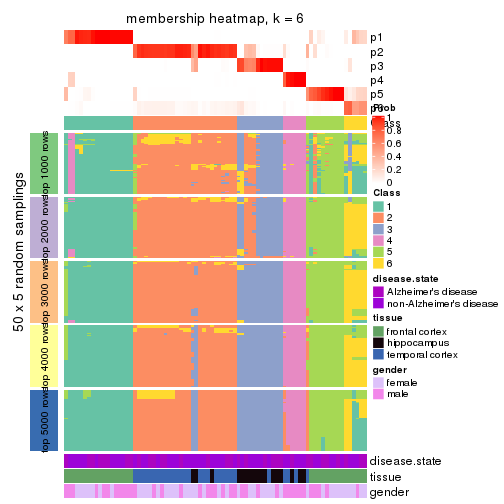 membership heatmap, k = 6
p1
p2
p3
p4
p5
Prob
1
0.8
0.6
0.4
0.2
0
Class
1
2
3
4
5
6
disease.state
Alzheimer's disease
non-Alzheimer's disease
tissue
frontal cortex
hippocampus
temporal cortex
gender
female
male
50 x 5 random samplings
top 1000 rows
top 2000 rows
top 3000 rows
top 4000 rows
top 5000 rows
disease.state
tissue
gender